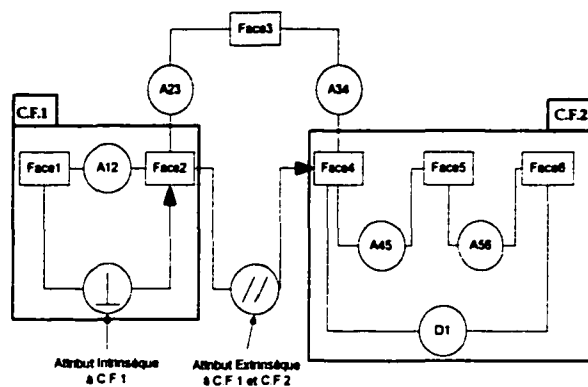 Face3
A23
A34
C.F.1
C.F.2
Face1
A12
Face2
Face4
Face5
Face6
A45
A56
//
D1
Attribut Intrinsèque
à C F 1
Attribut Extrinsèque
à C F 1 et C F 2